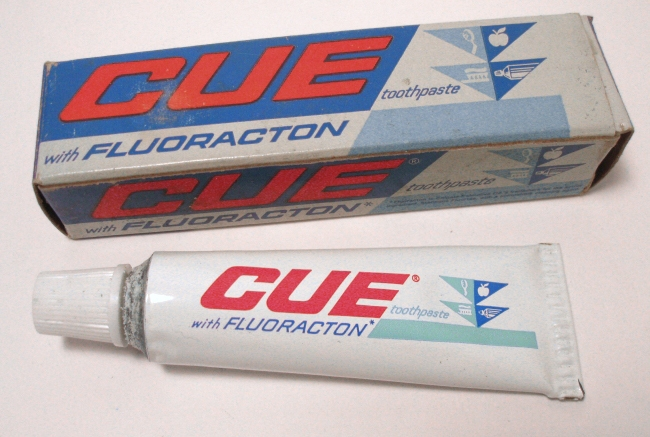 CUE
toothpaste
with FLUORACTON
CUE®
toothpaste
with FLUORACTON*
CUE®
toothpaste
with FLUORACTON*